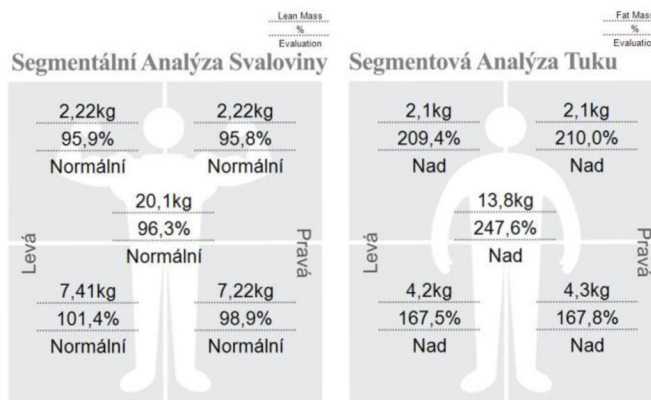 Lean Mass
%
Evaluation
Segmentální Analýza Svaloviny
2,22kg
95,9%
Normální
2,22kg
95,8%
Normální
20,1kg
96,3%
Normální
Levá
Pravá
7,41kg
101,4%
Normální
7,22kg
98,9%
Normální
Fat Mass
%
Evaluation
Segmentová Analýza Tuku
2,1kg
209,4%
Nad
2,1kg
210,0%
Nad
13,8kg
247,6%
Nad
Levá
Pravá
4,2kg
167,5%
Nad
4,3kg
167,8%
Nad